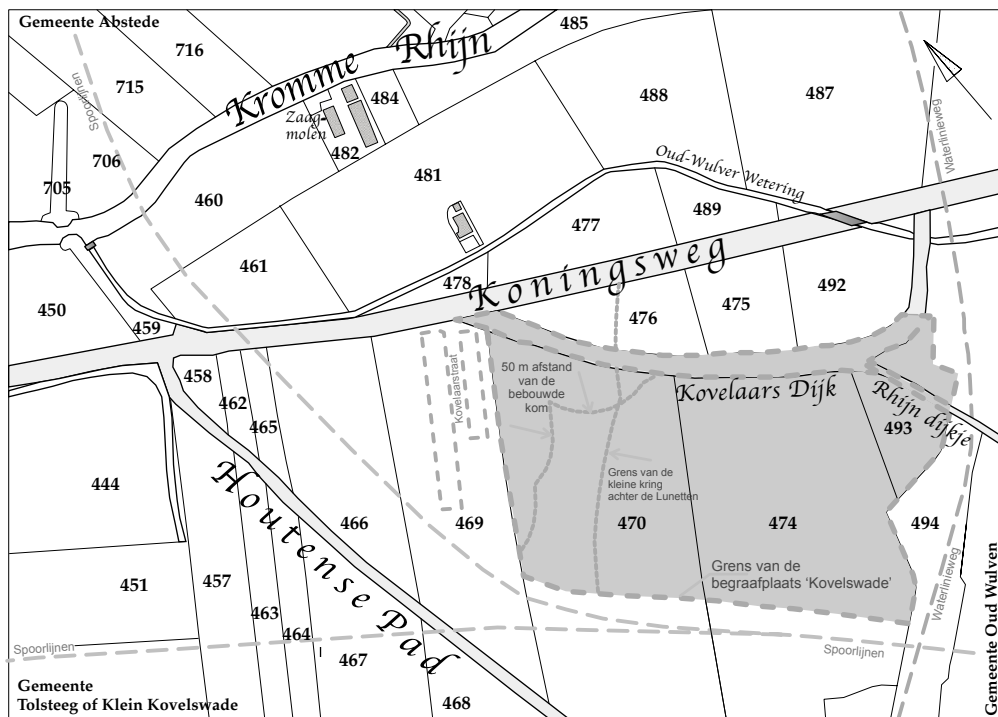 Gemeente Abstede
716
715
706
705
Spoorlijnen
Kromme Rhijn
485
484
Zaag-
molen
482
488
487
Waterlinieweg
481
460
Oud-Wulver Wetering
477
489
461
478
Koningsweg
450
459
476
475
492
458
462
465
Kovelaarstraat
50 m afstand
van de
bebouwde
kom
Kovelaars Dijk
Rhijn dijkje
493
Grens van de
kleine kring
achter de Lunetten
444
Houtense Pad
466
469
470
474
494
451
457
463
464
467
468
Grens van de
begraafplaats ‘Kovelswade’
Waterlinieweg
Spoorlijnen
Spoorlijnen
Gemeente
Tolsteeg of Klein Kovelswade
Gemeente Oud Wulven